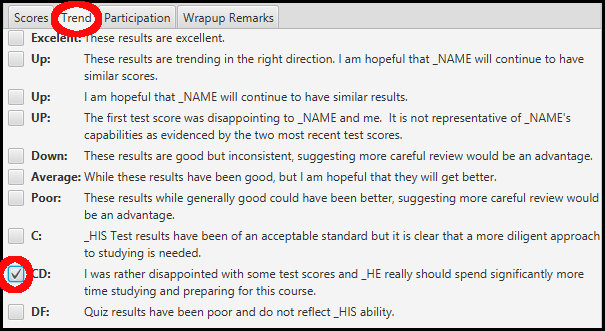 Scores Trend Participation Wrapup Remarks
Excelent: These results are excellent.
Up: These results are trending in the right direction. I am hopeful that _NAME will continue to have
similar scores.
Up: I am hopeful that _NAME will continue to have similar results.
UP: The first test score was disappointing to _NAME and me. It is not representative of _NAME's
capabilities as evidenced by the two most recent test scores.
Down: These results are good but inconsistent, suggesting more careful review would be an advantage.
Average: While these results have been good, but I am hopeful that they will get better.
Poor: These results while generally good could have been better, suggesting more careful review would
be an advantage.
C: _HIS Test results have been of an acceptable standard but it is clear that a more diligent approach
to studying is needed.
CD: I was rather disappointed with some test scores and _HE really should spend significantly more
time studying and preparing for this course.
DF: Quiz results have been poor and do not reflect _HIS ability.